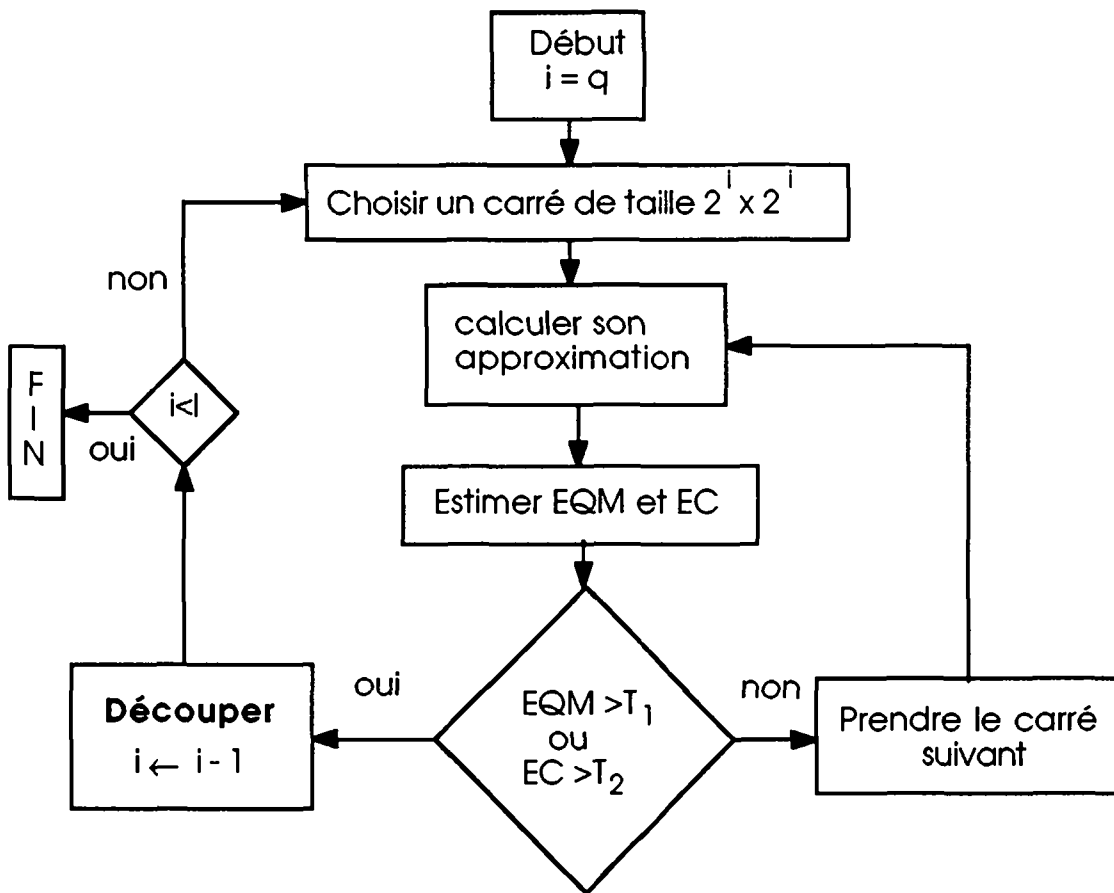 Début
i = q
Choisir un carré de taille 2^i x 2^i
non
calculer son
approximation
F
I
N
i<l
oui
Estimer EQM et EC
oui
non
Découper
i ← i - 1
EQM >T₁
ou
EC >T₂
Prendre le carré
suivant